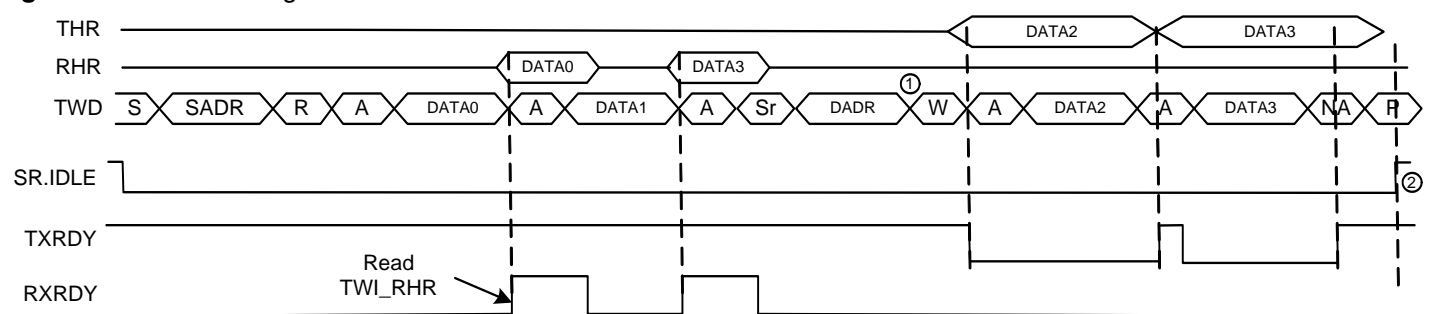 THR DATA2 DATA3
RHR DATA0 DATA3
①
TWD S SADR R A DATA0 A DATA1 A Sr DADR W A DATA2 A DATA3 NA P
SR.IDLE ②
TXRDY
Read
TWI_RHR
RXRDY